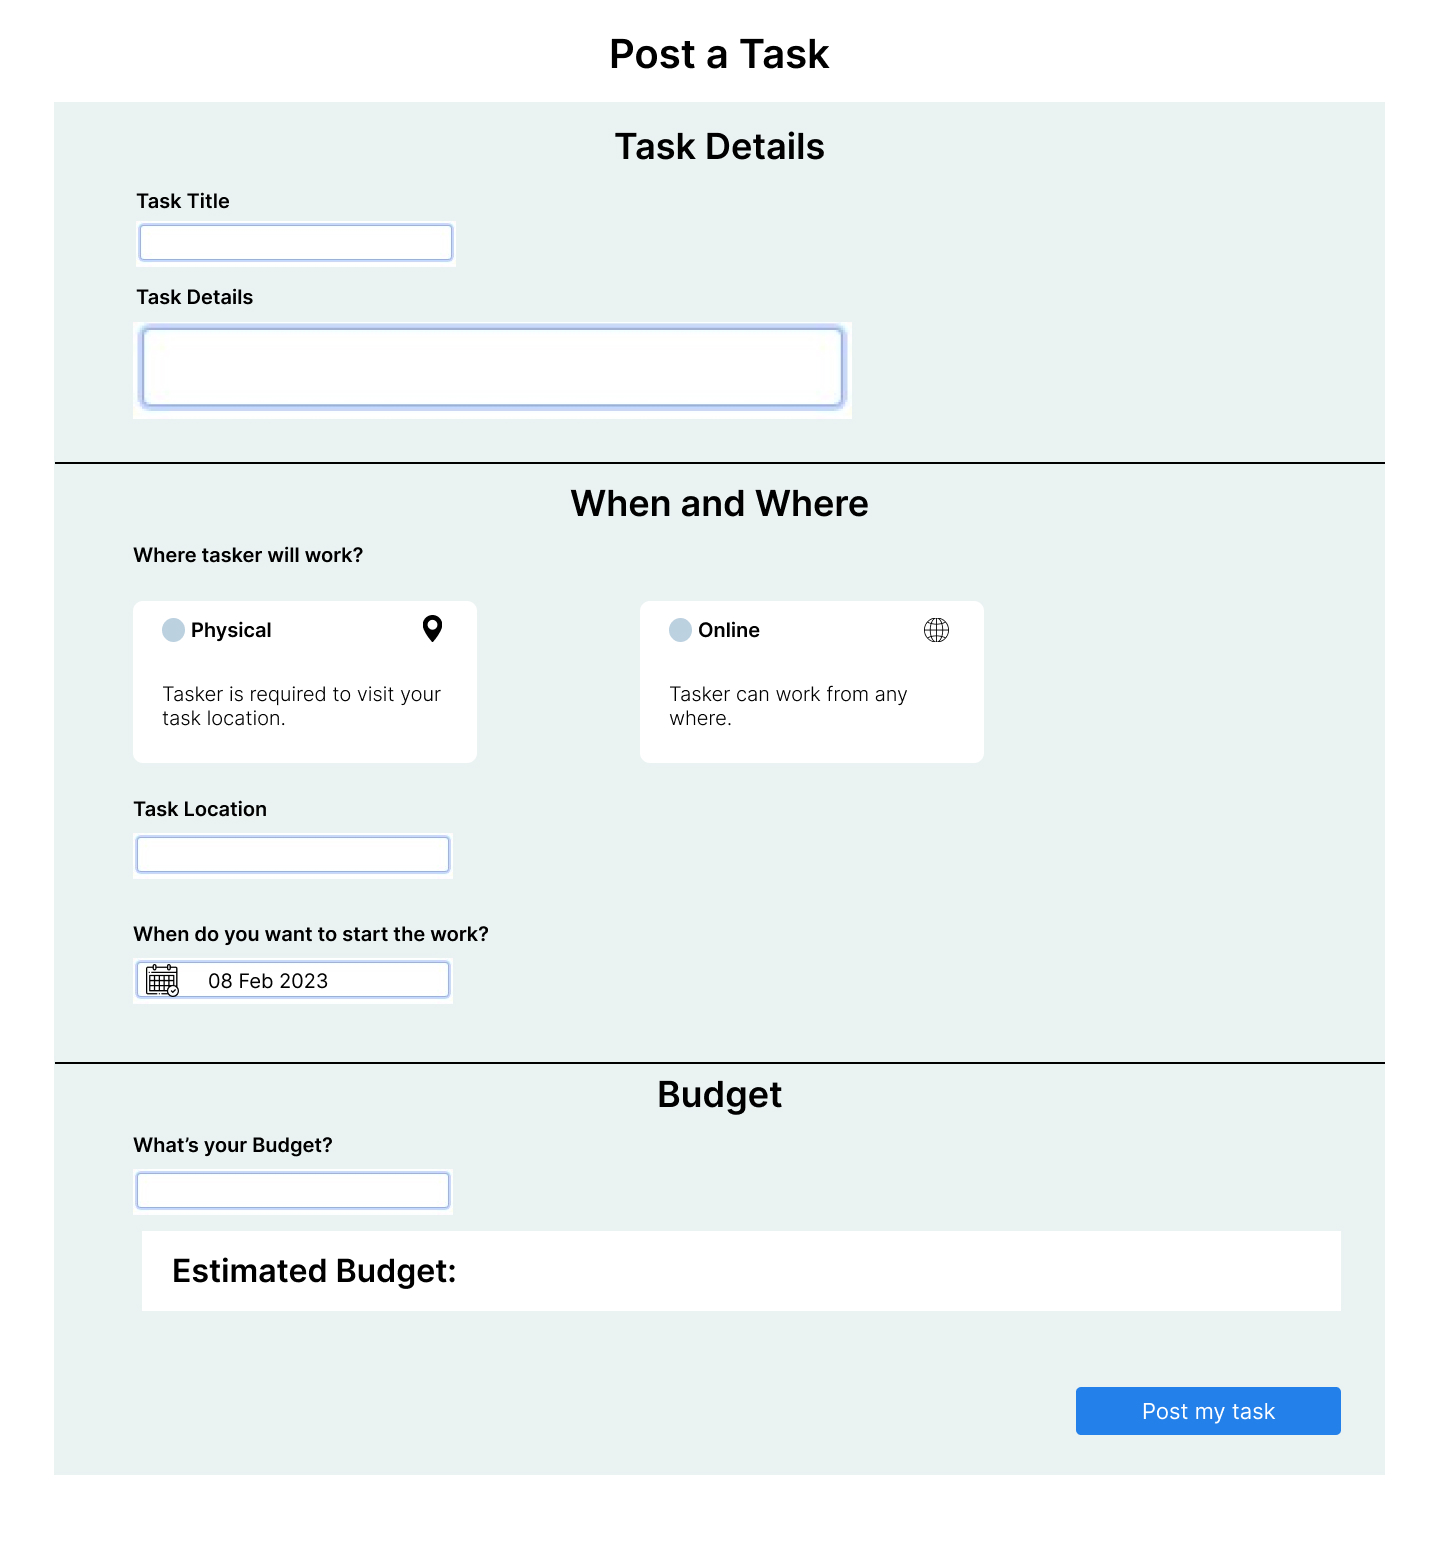 Post a Task
Task Details
Task Title
Task Details
When and Where
Where tasker will work?
Physical
Tasker is required to visit your
task location.
Online
Tasker can work from any
where.
Task Location
When do you want to start the work?
08 Feb 2023
Budget
What’s your Budget?
Estimated Budget:
Post my task